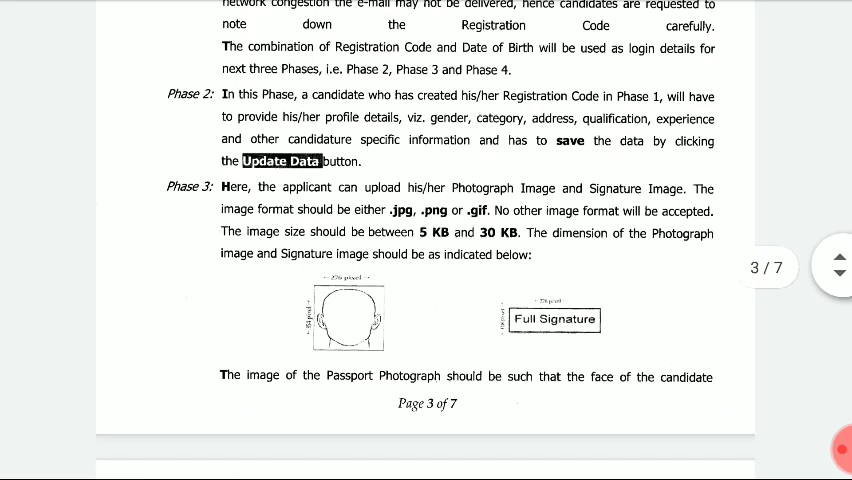 network congestion the e-mail may not be delivered, hence candidates are requested to
note down the Registration Code carefully.
The combination of Registration Code and Date of Birth will be used as login details for
next three Phases, i.e. Phase 2, Phase 3 and Phase 4.
Phase 2: In this Phase, a candidate who has created his/her Registration Code in Phase 1, will have
to provide his/her profile details, viz. gender, category, address, qualification, experience
and other candidature specific information and has to save the data by clicking
the Update Data button.
Phase 3: Here, the applicant can upload his/her Photograph Image and Signature Image. The
image format should be either .jpg, .png or .gif. No other image format will be accepted.
The image size should be between 5 KB and 30 KB. The dimension of the Photograph
image and Signature image should be as indicated below:
3 / 7
276 pixel
354 pixel
pixel
pixel
Full Signature
The image of the Passport Photograph should be such that the face of the candidate
Page 3 of 7